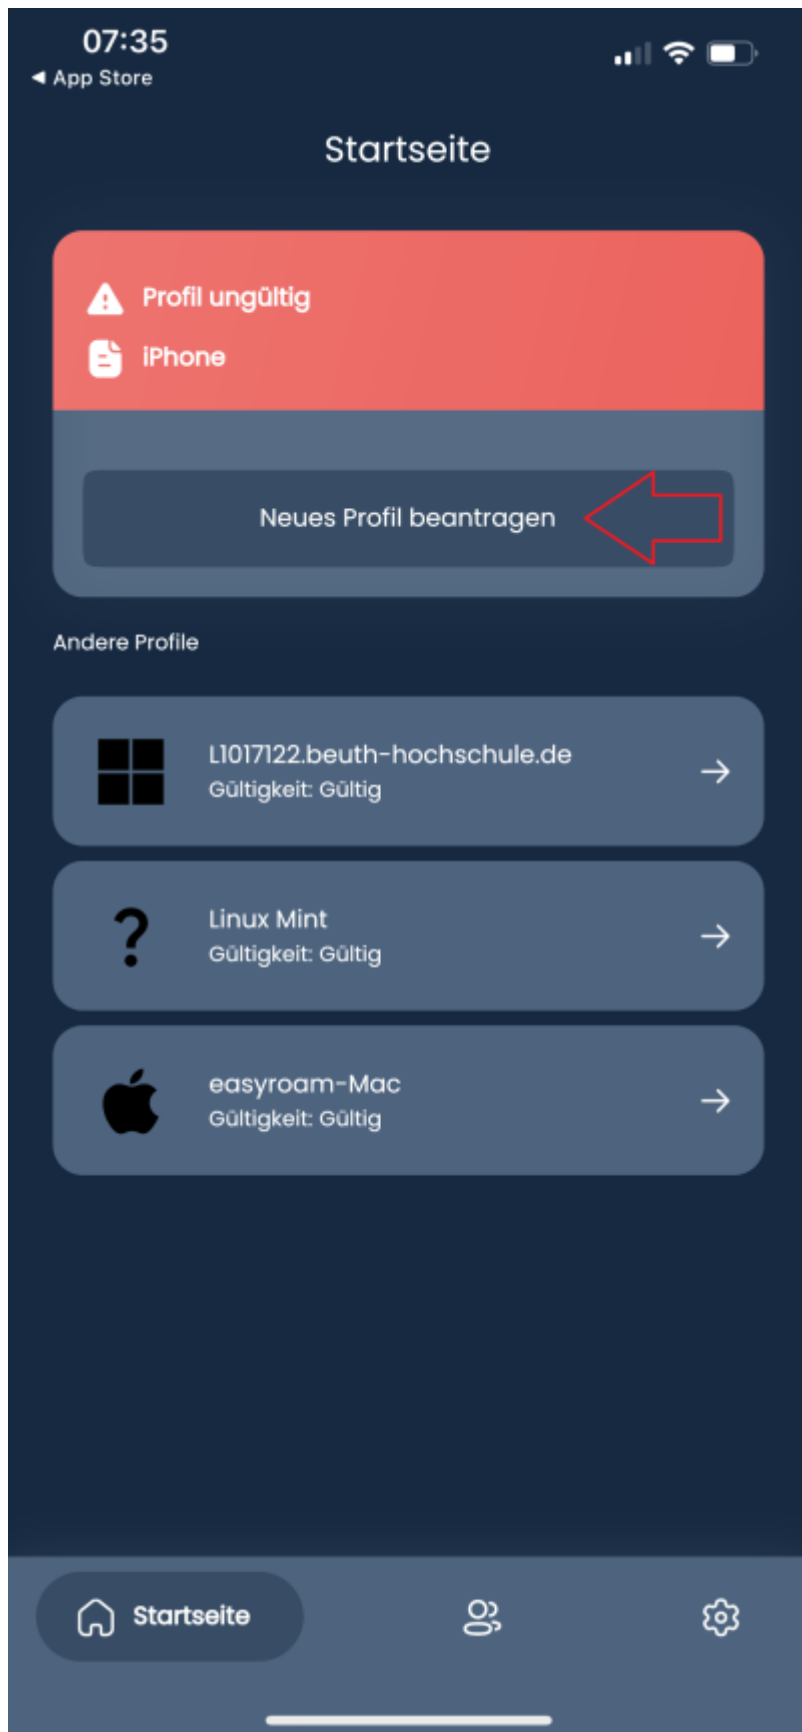 07:35
◀ App Store
Startseite
Profil ungültig
iPhone
Neues Profil beantragen
Andere Profile
L1017122.beuth-hochschule.de
Gültigkeit: Gültig
Linux Mint
Gültigkeit: Gültig
easyroam-Mac
Gültigkeit: Gültig
Startseite